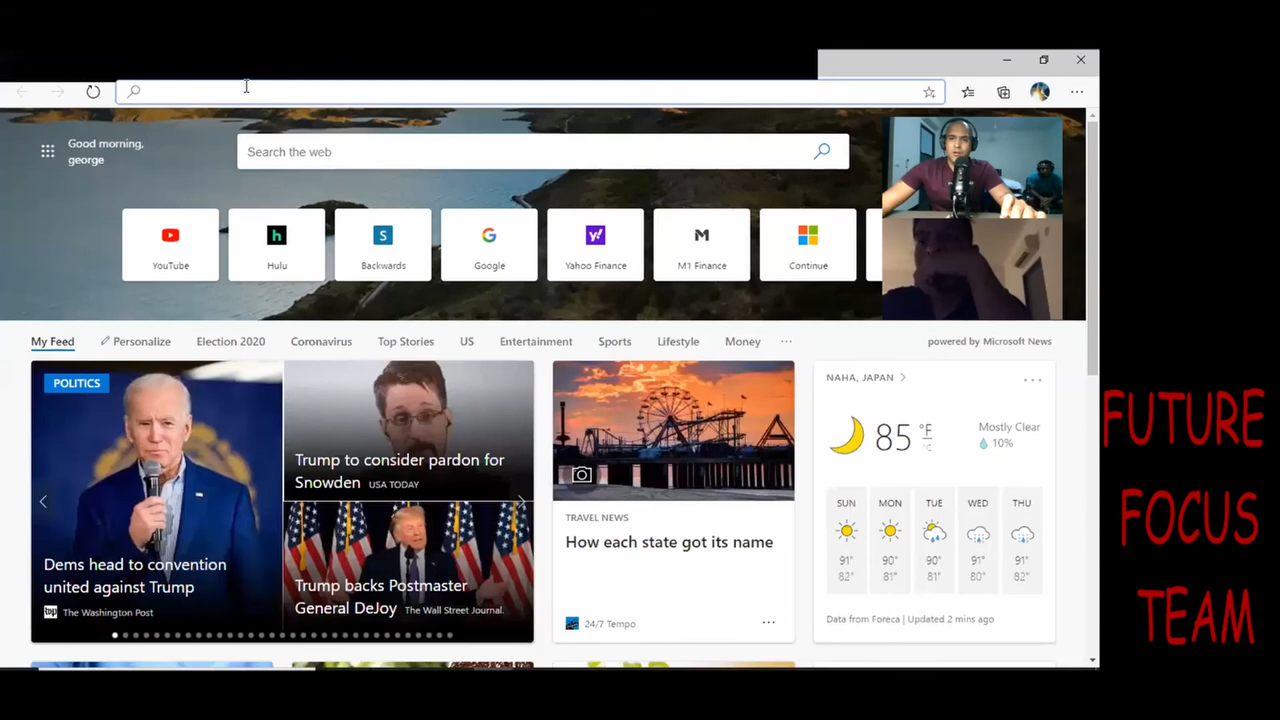 Good morning,
george
Search the web
YouTube
Hulu
Backwards
Google
Yahoo Finance
M1 Finance
Continue
My Feed
Personalize
Election 2020
Coronavirus
Top Stories
US
Entertainment
Sports
Lifestyle
Money
powered by Microsoft News
POLITICS
Dems head to convention
united against Trump
wp The Washington Post
Trump to consider pardon for
Snowden USA TODAY
Trump backs Postmaster
General DeJoy The Wall Street Journal.
TRAVEL NEWS
How each state got its name
24/7 Tempo
NAHA, JAPAN
85 °F
°C
Mostly Clear
10%
SUN MON TUE WED THU
91° 90° 90° 91° 91°
82° 81° 81° 80° 82°
Data from Foreca | Updated 2 mins ago
FUTURE
FOCUS
TEAM